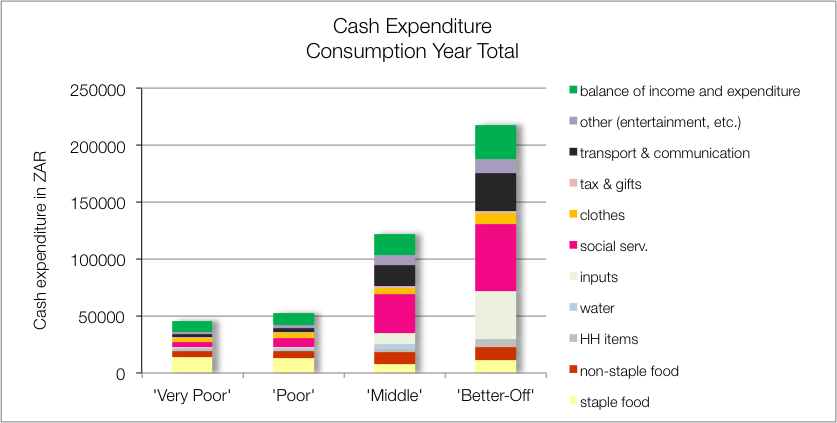 Cash Expenditure
Consumption Year Total
Cash expenditure in ZAR
250000
200000
150000
100000
50000
0
'Very Poor'
'Poor'
'Middle'
'Better-Off'
balance of income and expenditure
other (entertainment, etc.)
transport & communication
tax & gifts
clothes
social serv.
inputs
water
HH items
non-staple food
staple food